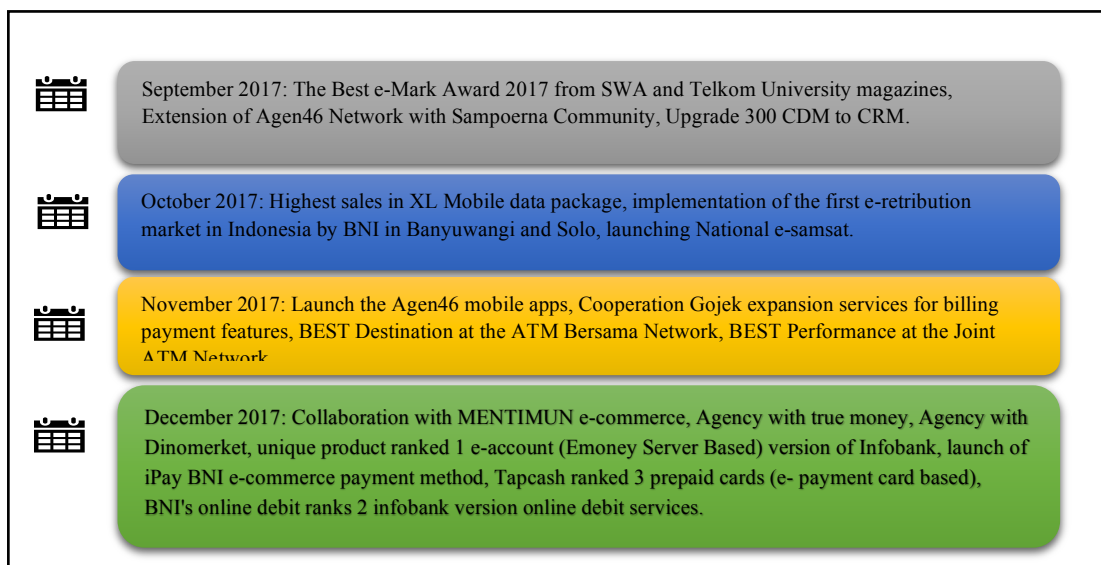 September 2017: The Best e-Mark Award 2017 from SWA and Telkom University magazines,
Extension of Agen46 Network with Sampoerna Community, Upgrade 300 CDM to CRM.
October 2017: Highest sales in XL Mobile data package, implementation of the first e-retribution
market in Indonesia by BNI in Banyuwangi and Solo, launching National e-samsat.
November 2017: Launch the Agen46 mobile apps, Cooperation Gojek expansion services for billing
payment features, BEST Destination at the ATM Bersama Network, BEST Performance at the Joint
ATM Network
December 2017: Collaboration with MENTIMUN e-commerce, Agency with true money, Agency with
Dinomerket, unique product ranked 1 e-account (Emoney Server Based) version of Infobank, launch of
iPay BNI e-commerce payment method, Tapcash ranked 3 prepaid cards (e- payment card based),
BNI's online debit ranks 2 infobank version online debit services.